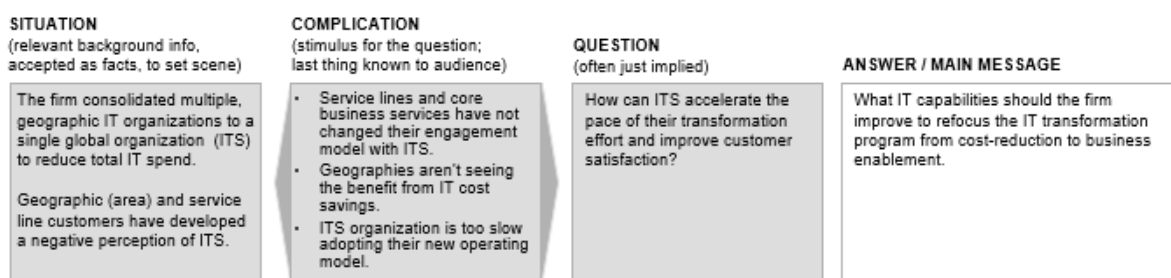 SITUATION
(relevant background info,
accepted as facts, to set scene)
The firm consolidated multiple,
geographic IT organizations to a
single global organization (ITS)
to reduce total IT spend.
Geographic (area) and service
line customers have developed
a negative perception of ITS.
COMPLICATION
(stimulus for the question;
last thing known to audience)
• Service lines and core
business services have not
changed their engagement
model with ITS.
• Geographies aren't seeing
the benefit from IT cost
savings.
• ITS organization is too slow
adopting their new operating
model.
QUESTION
(often just implied)
How can ITS accelerate the
pace of their transformation
effort and improve customer
satisfaction?
ANSWER / MAIN MESSAGE
What IT capabilities should the firm
improve to refocus the IT transformation
program from cost-reduction to business
enablement.